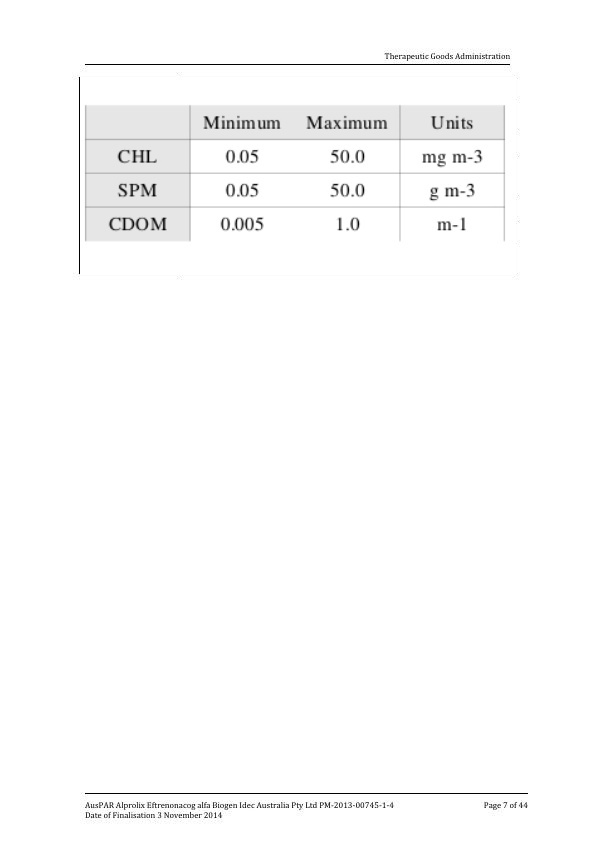 Therapeutic Goods Administration
Minimum Maximum Units
CHL 0.05 50.0 mg m-3
SPM 0.05 50.0 g m-3
CDOM 0.005 1.0 m-1
AusPAR Alprolix Eftrenonacog alfa Biogen Idec Australia Pty Ltd PM-2013-00745-1-4 Page 7 of 44
Date of Finalisation 3 November 2014